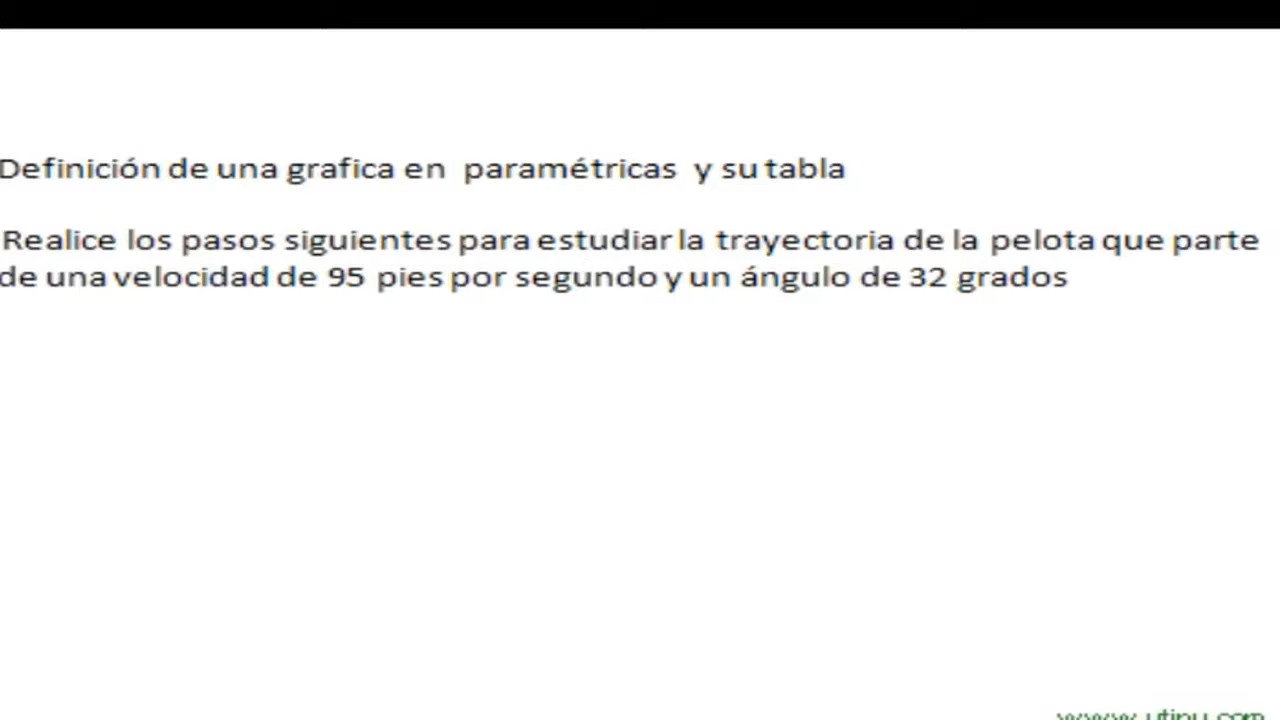 Definición de una grafica en paramétricas y su tabla
Realice los pasos siguientes para estudiar la trayectoria de la pelota que parte
de una velocidad de 95 pies por segundo y un ángulo de 32 grados